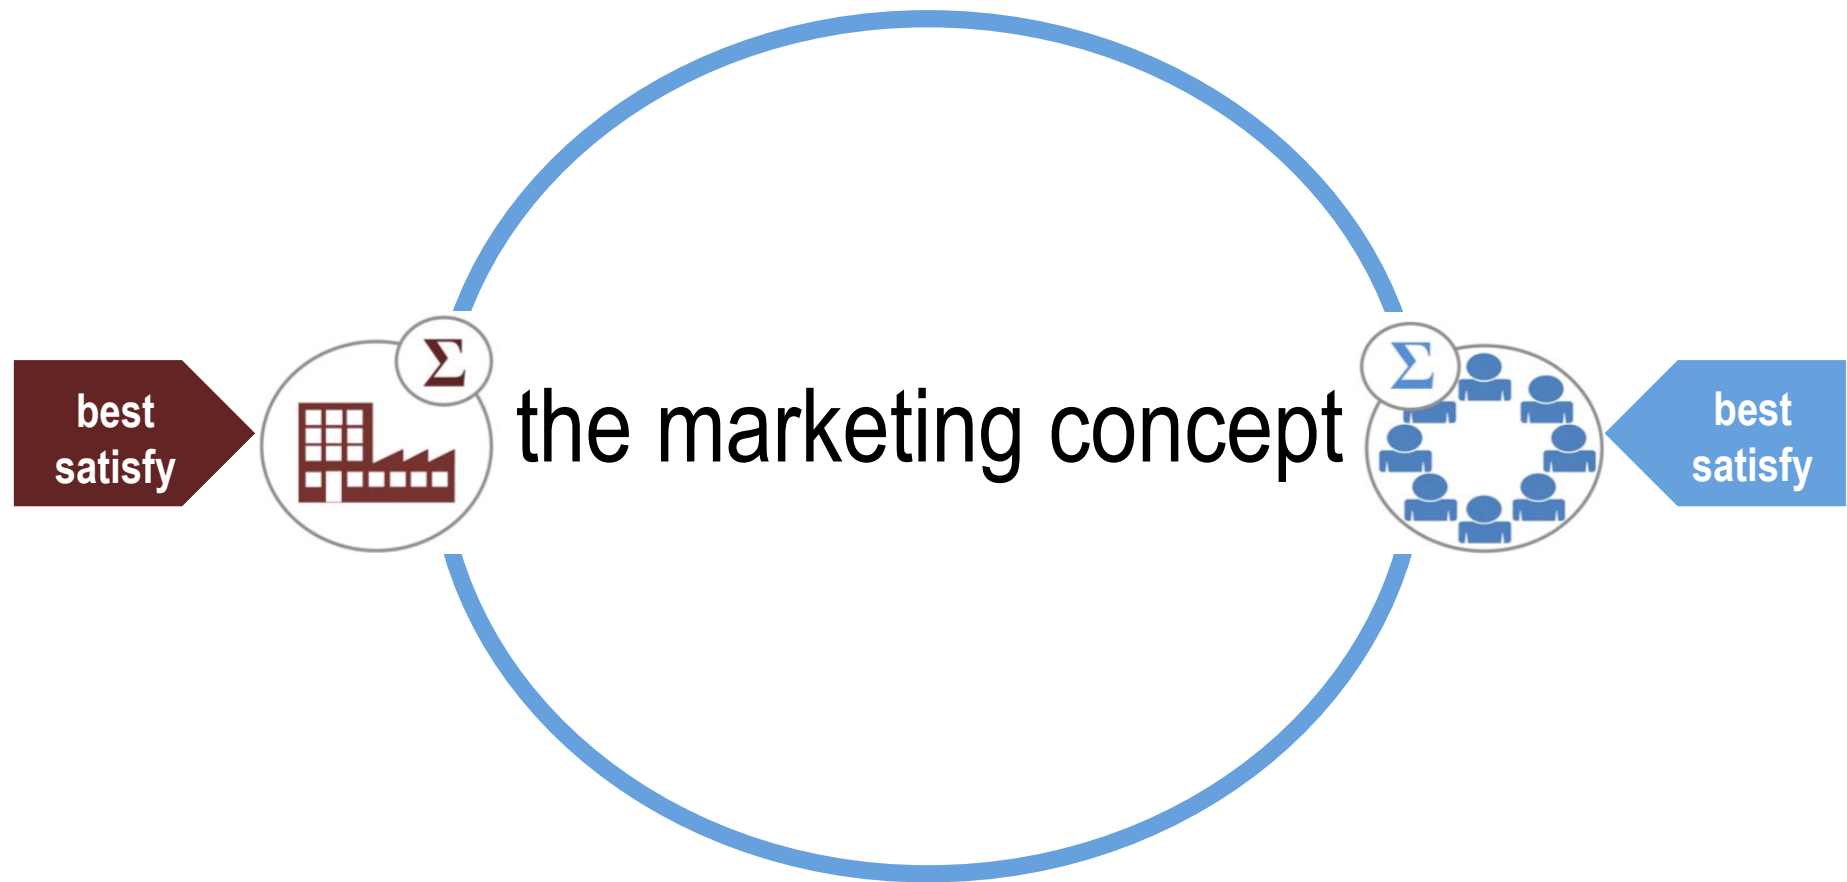 best
satisfy
Σ
the marketing concept
Σ
best
satisfy